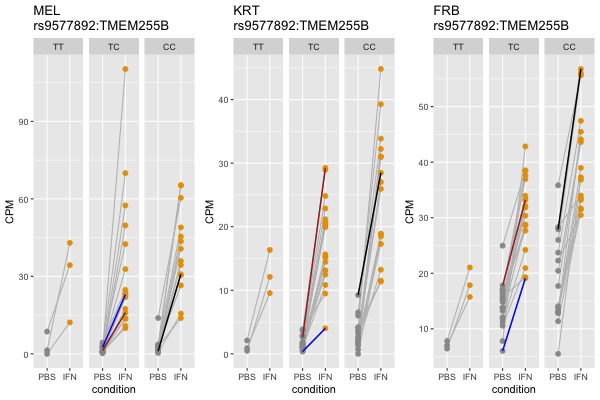 MEL
rs9577892:TMEM255B
TT TC CC
CPM
90
60
30
0
PBS IFN PBS IFN PBS IFN
condition
KRT
rs9577892:TMEM255B
TT TC CC
CPM
40
30
20
10
0
PBS IFN PBS IFN PBS IFN
condition
FRB
rs9577892:TMEM255B
TT TC CC
CPM
50
40
30
20
10
PBS IFN PBS IFN PBS IFN
condition